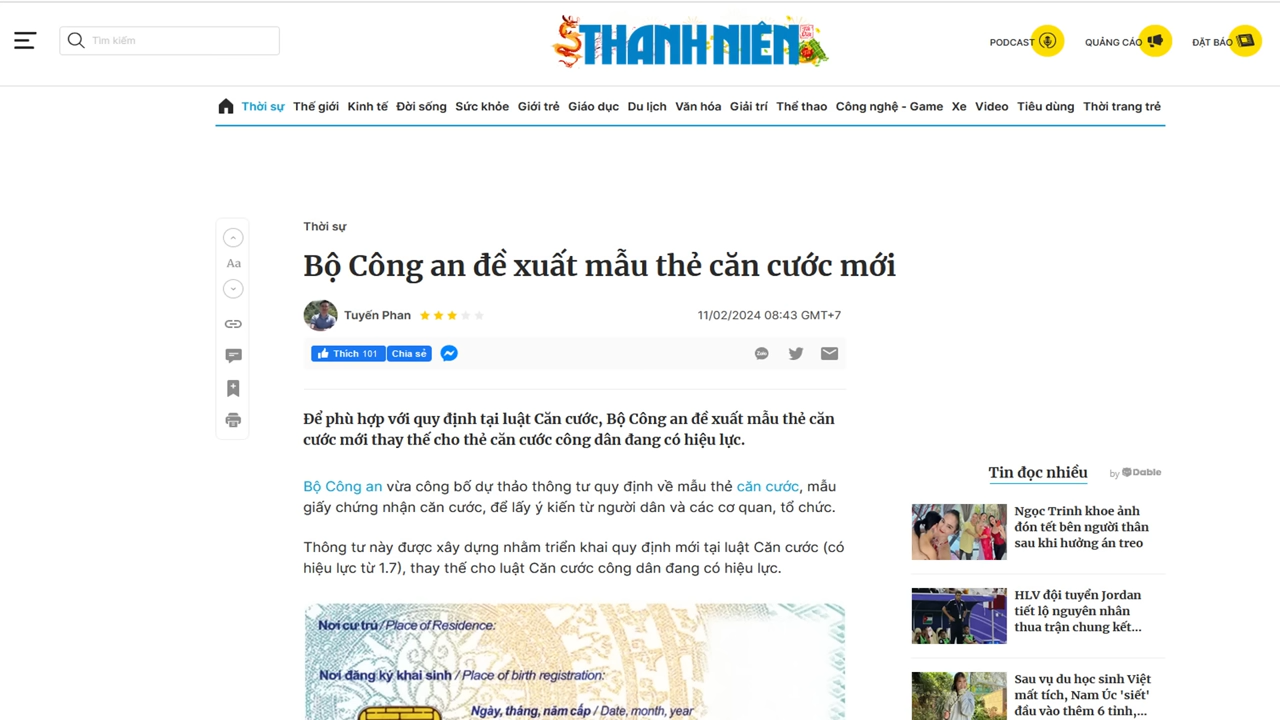 Tìm kiếm
THANH NIÊN
PODCAST
QUẢNG CÁO
ĐẶT BÁO
Thời sự Thế giới Kinh tế Đời sống Sức khỏe Giới trẻ Giáo dục Du lịch Văn hóa Giải trí Thể thao Công nghệ - Game Xe Video Tiêu dùng Thời trang trẻ
Aa
Thời sự
Bộ Công an đề xuất mẫu thẻ căn cước mới
Tuyến Phan
11/02/2024 08:43 GMT+7
Thích 101 Chia sẻ
Zalo
Để phù hợp với quy định tại luật Căn cước, Bộ Công an đề xuất mẫu thẻ căn
cước mới thay thế cho thẻ căn cước công dân đang có hiệu lực.
Bộ Công an vừa công bố dự thảo thông tư quy định về mẫu thẻ căn cước, mẫu
giấy chứng nhận căn cước, để lấy ý kiến từ người dân và các cơ quan, tổ chức.
Thông tư này được xây dựng nhằm triển khai quy định mới tại luật Căn cước (có
hiệu lực từ 1.7), thay thế cho luật Căn cước công dân đang có hiệu lực.
Nơi cư trú / Place of Residence:
Nơi đăng ký khai sinh / Place of birth registration:
Ngày, tháng, năm cấp / Date, month, year
Tin đọc nhiều
by Dable
Ngọc Trinh khoe ảnh
đón tết bên người thân
sau khi hưởng án treo
HLV đội tuyển Jordan
tiết lộ nguyên nhân
thua trận chung kết...
Sau vụ du học sinh Việt
mất tích, Nam Úc 'siết'
đầu vào thêm 6 tỉnh,...